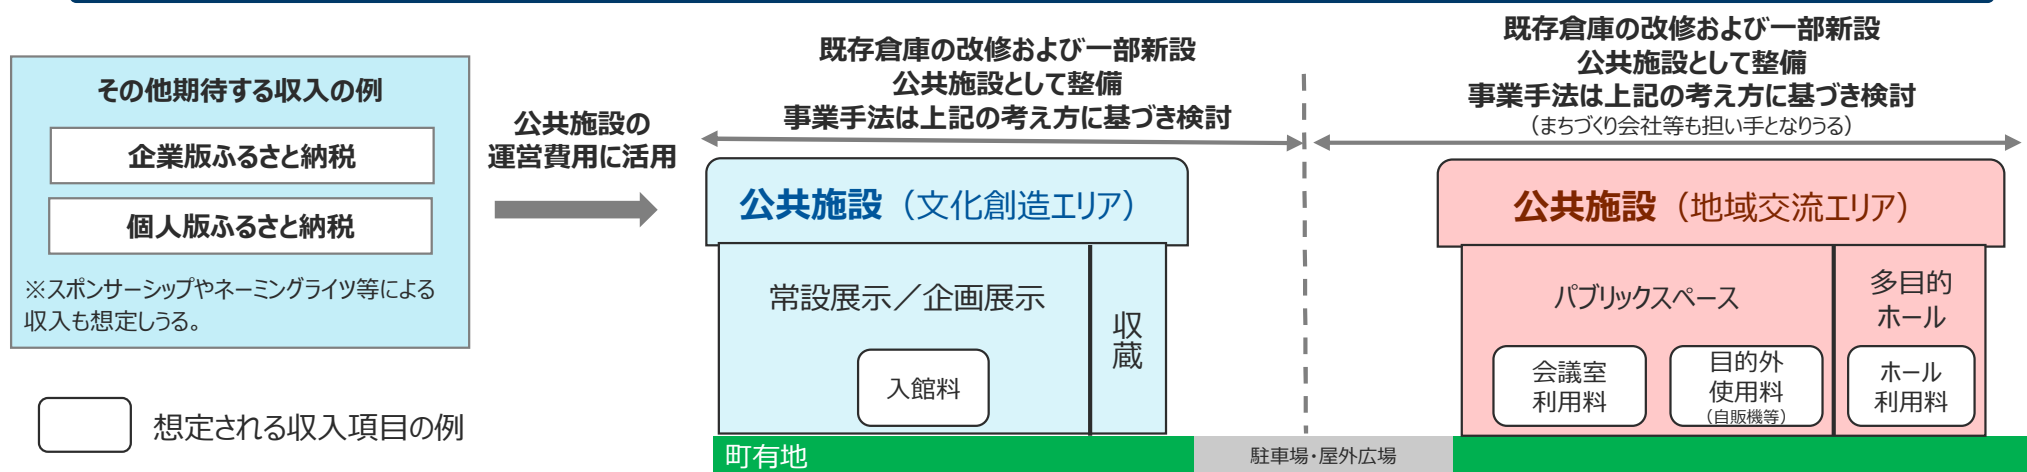 その他期待する収入の例
企業版ふるさと納税
個人版ふるさと納税
※スポンサーシップやネーミングライツ等による
収入も想定しうる。
想定される収入項目の例
公共施設の
運営費用に活用
既存倉庫の改修および一部新設
公共施設として整備
事業手法は上記の考え方に基づき検討
公共施設（文化創造エリア）
常設展示／企画展示
収蔵
入館料
町有地
駐車場・屋外広場
既存倉庫の改修および一部新設
公共施設として整備
事業手法は上記の考え方に基づき検討
（まちづくり会社等も担い手となりうる）
公共施設（地域交流エリア）
パブリックスペース
会議室
利用料
目的外
使用料
（自販機等）
多目的
ホール
ホール
利用料